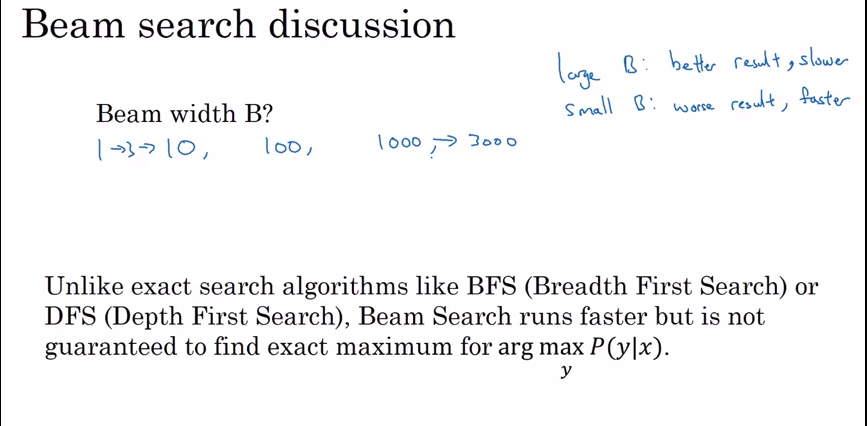 Beam search discussion
large B: better result, slower
small B: worse result, faster
Beam width B?
1→3→10, 100, 1000, → 3000
Unlike exact search algorithms like BFS (Breadth First Search) or
DFS (Depth First Search), Beam Search runs faster but is not
guaranteed to find exact maximum for arg max P(y|x).
y